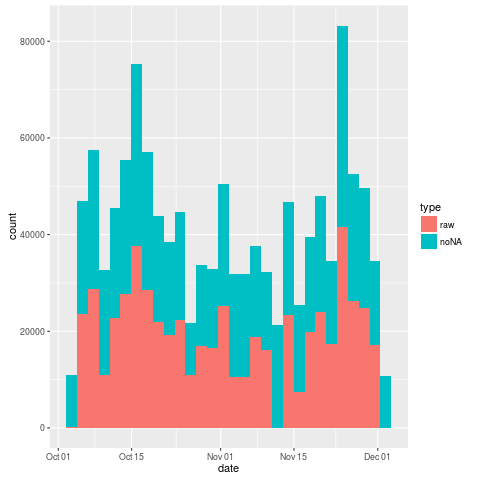 80000
60000
40000
20000
0
count
Oct 01
Oct 15
Nov 01
Nov 15
Dec 01
date
type
raw
noNA